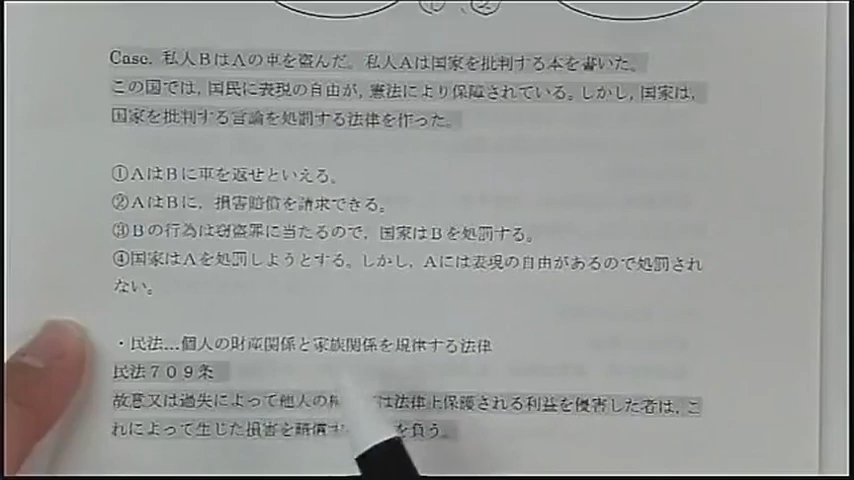 ① ②
Case. 私人BはAの車を盗んだ。私人Aは国家を批判する本を書いた。
この国では，国民に表現の自由が，憲法により保障されている。しかし，国家は，
国家を批判する言論を処罰する法律を作った。
①AはBに車を返せといえる。
②AはBに，損害賠償を請求できる。
③Bの行為は窃盗罪に当たるので，国家はBを処罰する。
④国家はAを処罰しようとする。しかし，Aには表現の自由があるので処罰され
ない。
・民法…個人の財産関係と家族関係を規律する法律
民法７０９条
故意又は過失によって他人の は法律上保護される利益を侵害した者は，こ
れによって生じた損害を賠償す を負う。